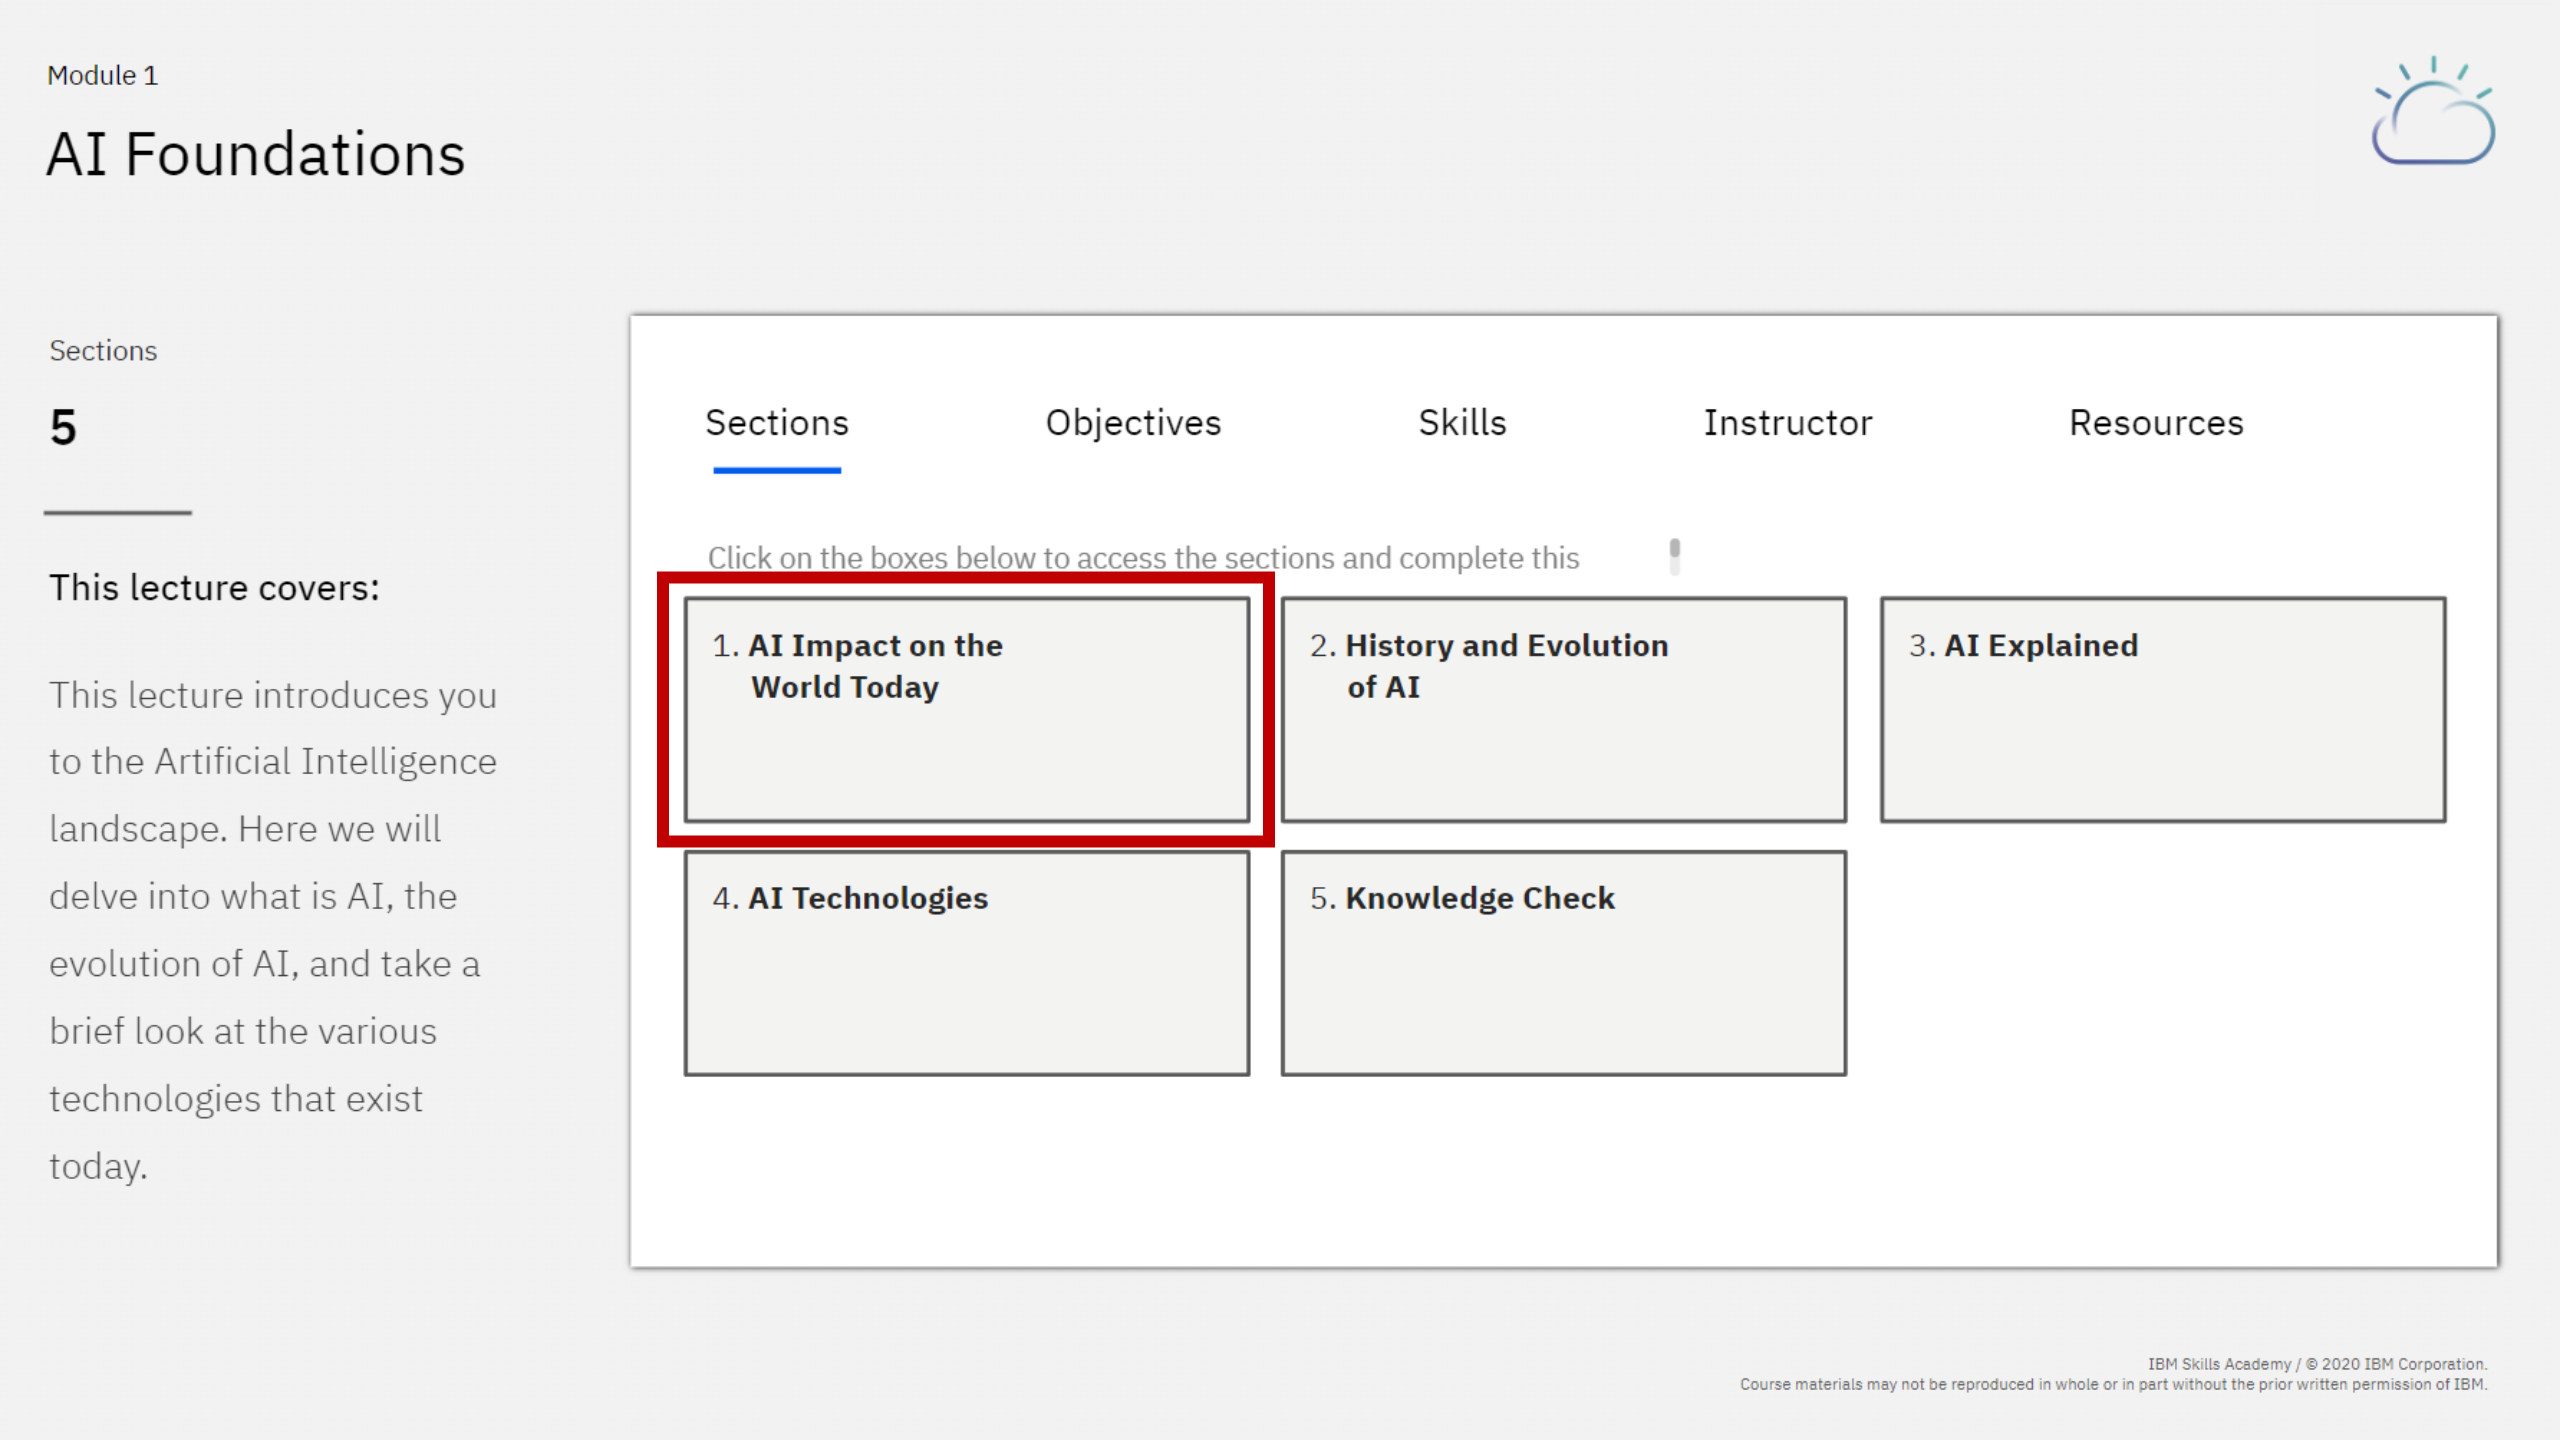 Module 1
AI Foundations
Sections
5
This lecture covers:
This lecture introduces you
to the Artificial Intelligence
landscape. Here we will
delve into what is AI, the
evolution of AI, and take a
brief look at the various
technologies that exist
today.
Sections Objectives Skills Instructor Resources
Click on the boxes below to access the sections and complete this
1. AI Impact on the
World Today
2. History and Evolution
of AI
3. AI Explained
4. AI Technologies
5. Knowledge Check
IBM Skills Academy / © 2020 IBM Corporation.
Course materials may not be reproduced in whole or in part without the prior written permission of IBM.